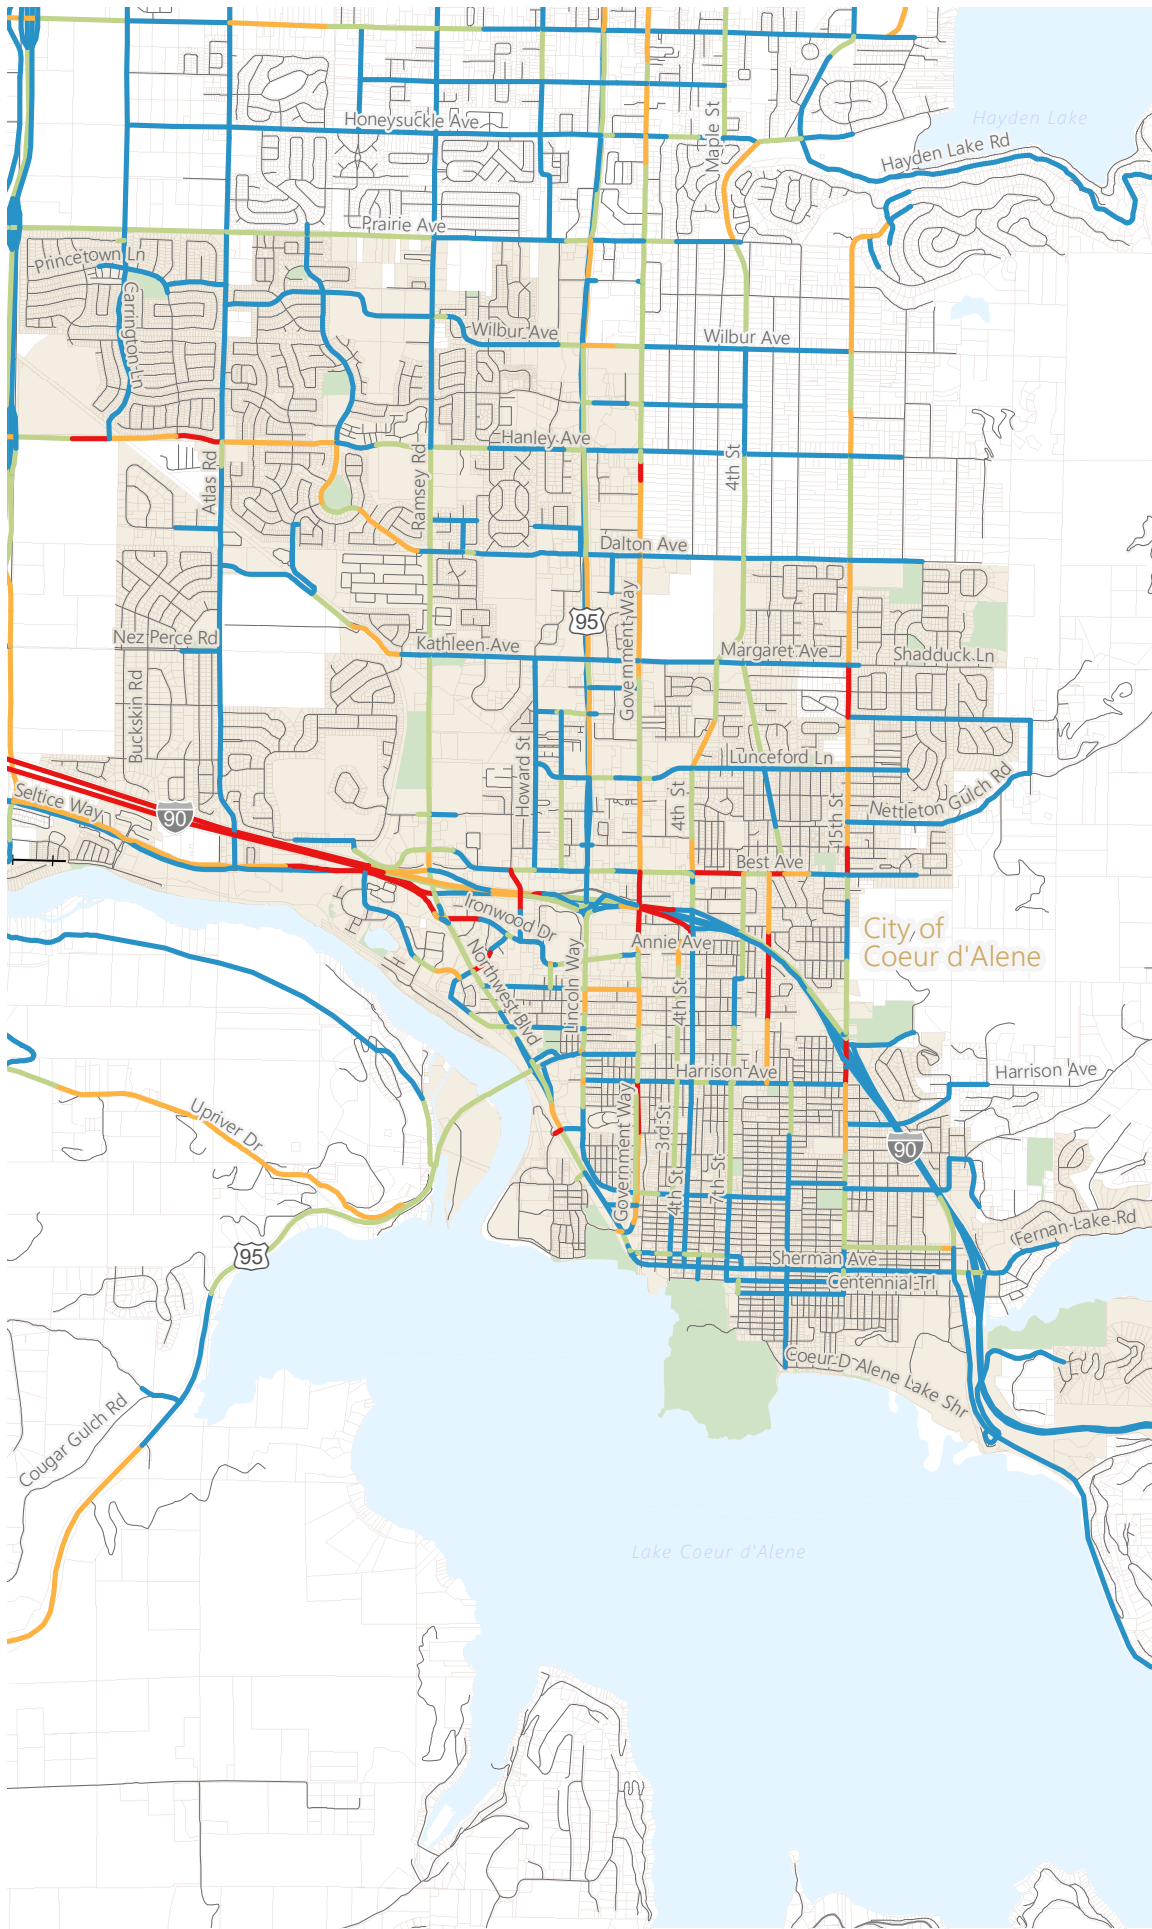 Hayden Lake
Maple St
Honeysuckle Ave
Hayden Lake Rd
Prairie Ave
Princetown Ln
Carrington Ln
Wilbur Ave
Wilbur Ave
Hanley Ave
Atlas Rd
Ramsey Rd
4th St
Dalton Ave
95
Government Way
Nez Perce Rd
Kathleen Ave
Margaret Ave
Shadduck Ln
Buckskin Rd
Howard St
Lunceford Ln
Nettleton Gulch Rd
Seltice Way
90
4th St
15th St
Best Ave
Ironwood Dr
City of
Coeur d'Alene
Annie Ave
Northwest Blvd
Lincoln Way
4th St
Harrison Ave
Harrison Ave
Upriver Dr
Government Way
3rd St
90
4th St
7th St
Fernan Lake Rd
95
Sherman Ave
Centennial Trl
Coeur D Alene Lake Shr
Cougar Gulch Rd
Lake Coeur d'Alene